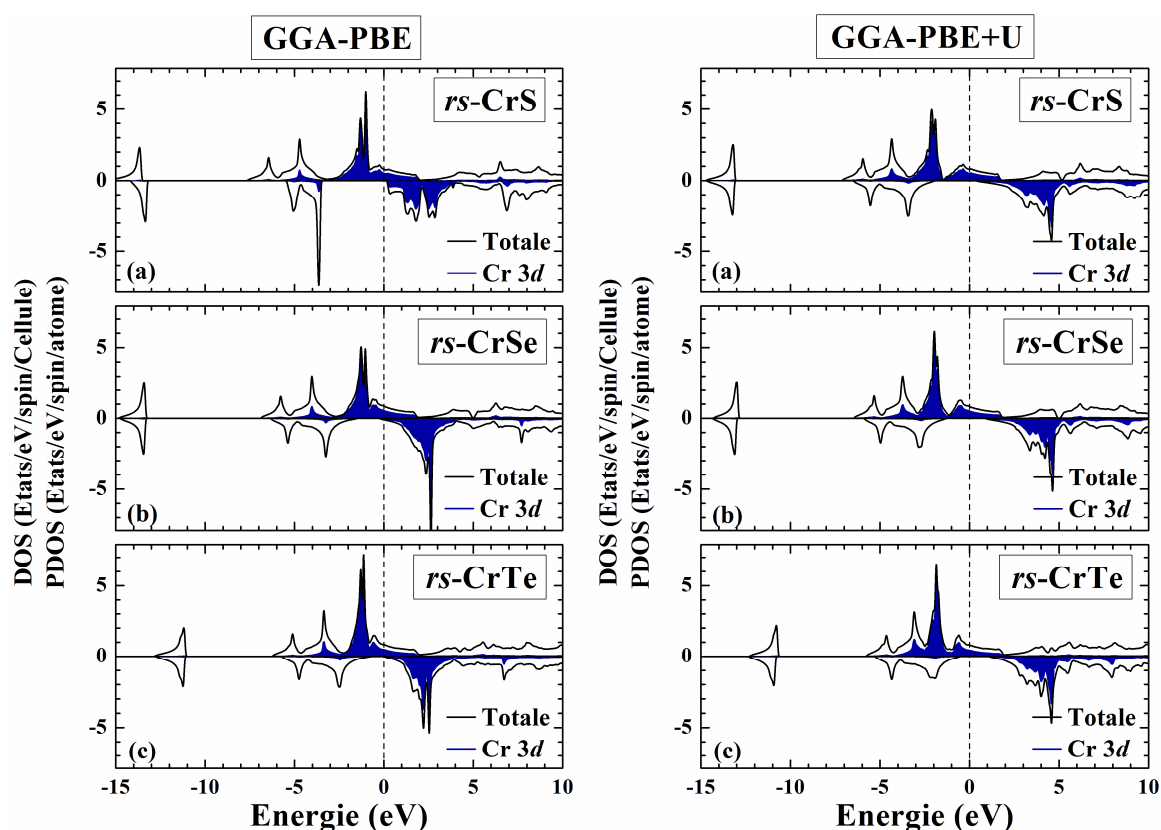 GGA-PBE
rs-CrS
5
0
-5
(a)
Totale
Cr 3d
rs-CrSe
5
0
-5
(b)
Totale
Cr 3d
rs-CrTe
5
0
-5
(c)
Totale
Cr 3d
-15 -10 -5 0 5 10
Energie (eV)
DOS (Etats/eV/spin/Cellule)
PDOS (Etats/eV/spin/atome)
GGA-PBE+U
rs-CrS
5
0
-5
(a)
Totale
Cr 3d
rs-CrSe
5
0
-5
(b)
Totale
Cr 3d
rs-CrTe
5
0
-5
(c)
Totale
Cr 3d
-15 -10 -5 0 5 10
Energie (eV)
DOS (Etats/eV/spin/Cellule)
PDOS (Etats/eV/spin/atome)